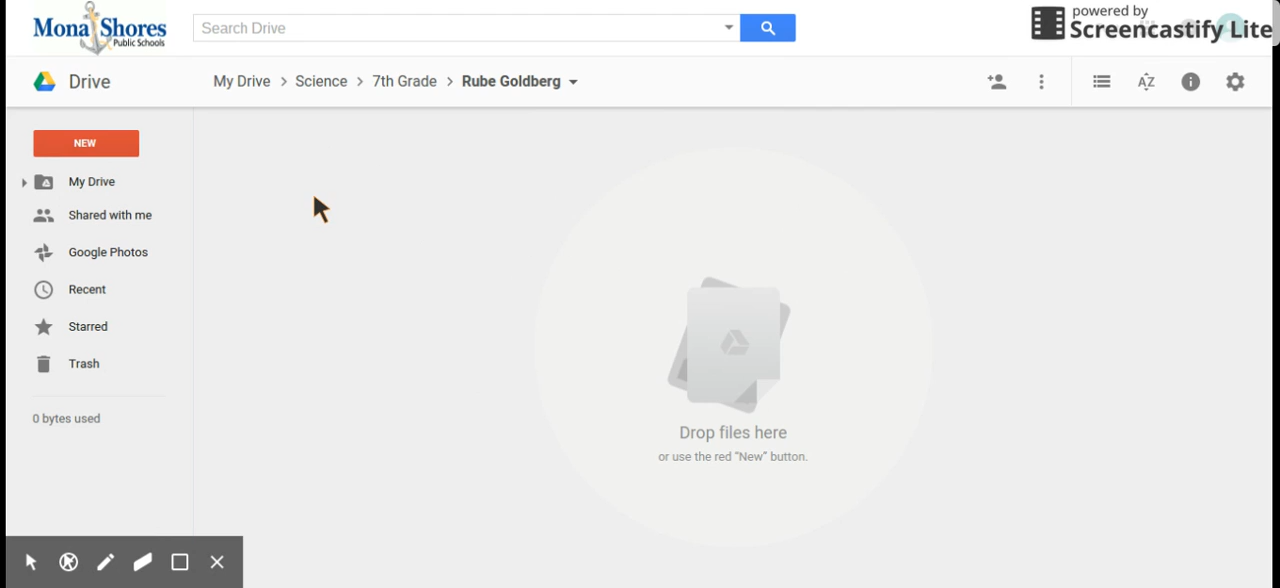 Mona Shores
Public Schools
Search Drive
powered by
Screencastify Lite
Drive
My Drive > Science > 7th Grade > Rube Goldberg
AZ
NEW
My Drive
Shared with me
Google Photos
Recent
Starred
Trash
0 bytes used
Drop files here
or use the red “New” button.